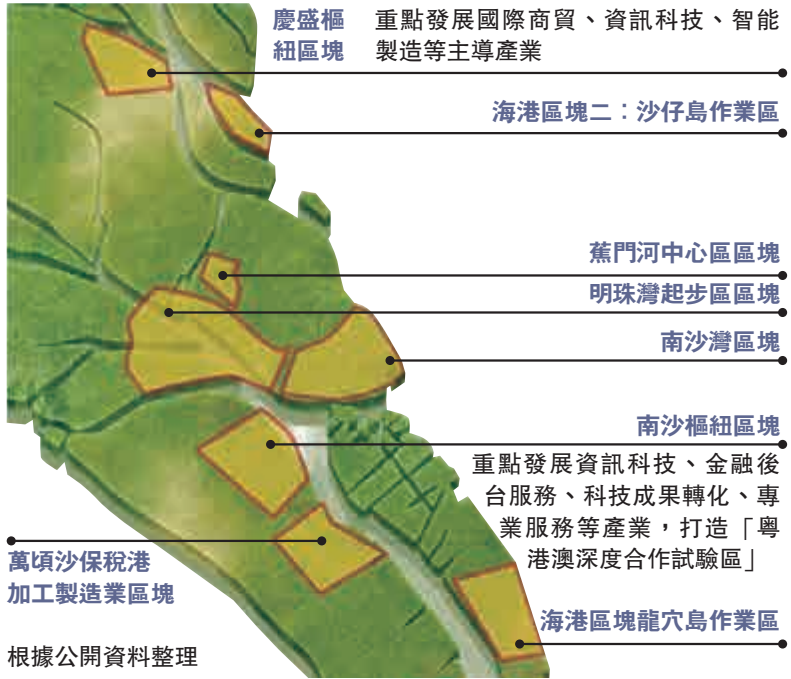 慶盛樞
紐區塊
重點發展國際商貿、資訊科技、智能
製造等主導產業
海港區塊二：沙仔島作業區
蕉門河中心區區塊
明珠灣起步區區塊
南沙灣區塊
南沙樞紐區塊
重點發展資訊科技、金融後
台服務、科技成果轉化、專
業服務等產業，打造「粵
港澳深度合作試驗區」
萬頃沙保稅港
加工製造業區塊
海港區塊龍穴島作業區
根據公開資料整理